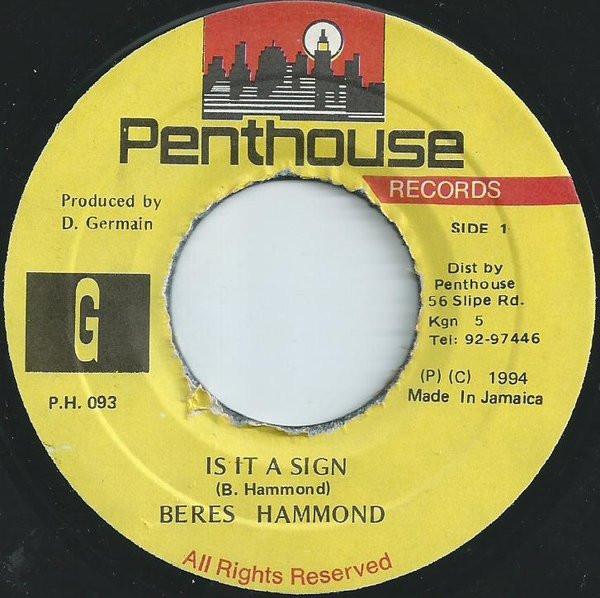 Penthouse
RECORDS
Produced by
D. Germain
SIDE 1
G
Dist by
Penthouse
56 Slipe Rd.
Kgn 5
Tel: 92-97446
P.H. 093
(P) (C) 1994
Made In Jamaica
IS IT A SIGN
(B. Hammond)
BERES HAMMOND
All Rights Reserved